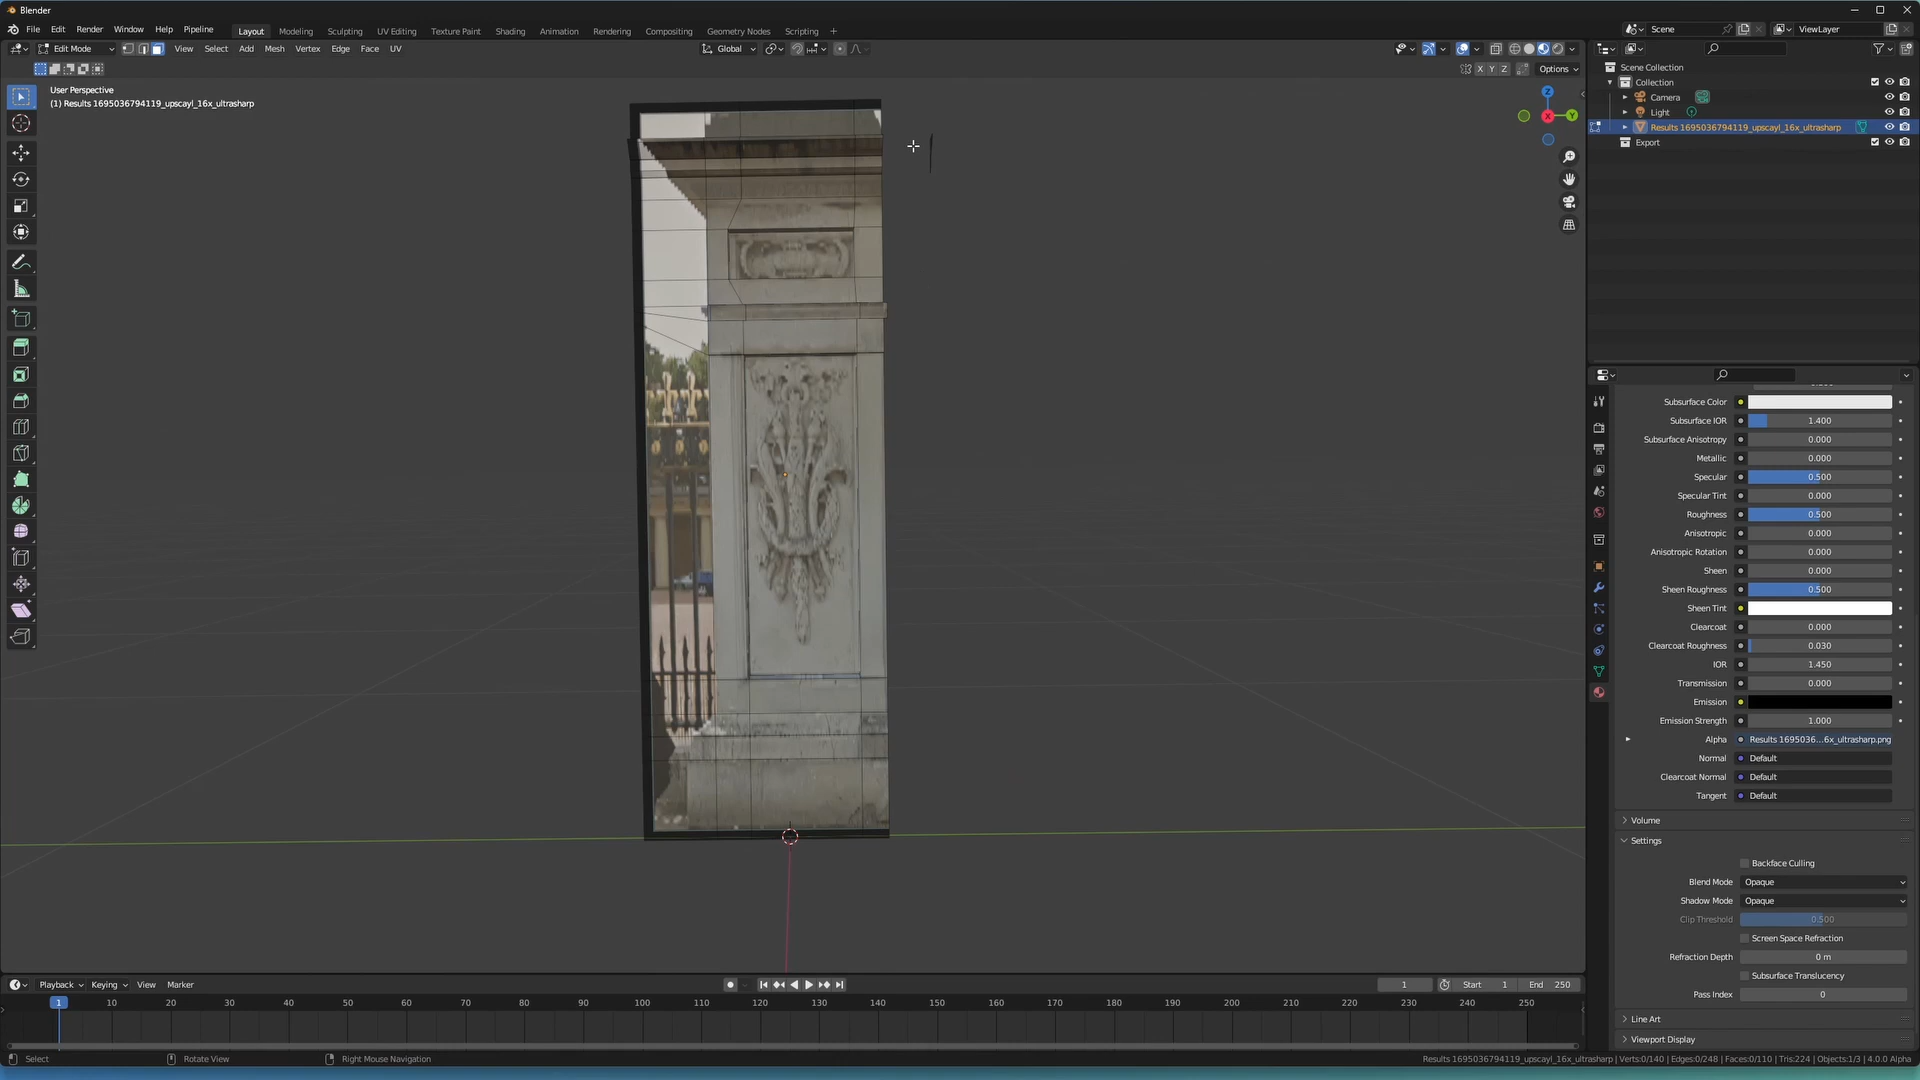 Blender
File Edit Render Window Help Pipeline
Layout Modeling Sculpting UV Editing Texture Paint Shading Animation Rendering Compositing Geometry Nodes Scripting +
Scene
ViewLayer
Edit Mode View Select Add Mesh Vertex Edge Face UV
Global
X Y Z Options
User Perspective
(1) Results 1695036794119_upscayl_16x_ultrasharp
Z
X Y
Scene Collection
Collection
Camera
Light
Results 1695036794119_upscayl_16x_ultrasharp
Export
Subsurface Color
Subsurface IOR 1.400
Subsurface Anisotropy 0.000
Metallic 0.000
Specular 0.500
Specular Tint 0.000
Roughness 0.500
Anisotropic 0.000
Anisotropic Rotation 0.000
Sheen 0.000
Sheen Roughness 0.500
Sheen Tint
Clearcoat 0.000
Clearcoat Roughness 0.030
IOR 1.450
Transmission 0.000
Emission
Emission Strength 1.000
Alpha Results 1695036...6x_ultrasharp.png
Normal Default
Clearcoat Normal Default
Tangent Default
Volume
Settings
Backface Culling
Blend Mode Opaque
Shadow Mode Opaque
Clip Threshold 0.500
Screen Space Refraction
Refraction Depth 0 m
Subsurface Translucency
Pass Index 0
Line Art
Viewport Display
Playback Keying View Marker
1 Start 1 End 250
1 10 20 30 40 50 60 70 80 90 100 110 120 130 140 150 160 170 180 190 200 210 220 230 240 250
Select Rotate View Right Mouse Navigation
Results 1695036794119_upscayl_16x_ultrasharp | Verts:0/140 | Edges:0/248 | Faces:0/110 | Tris:224 | Objects:1/3 | 4.0.0 Alpha